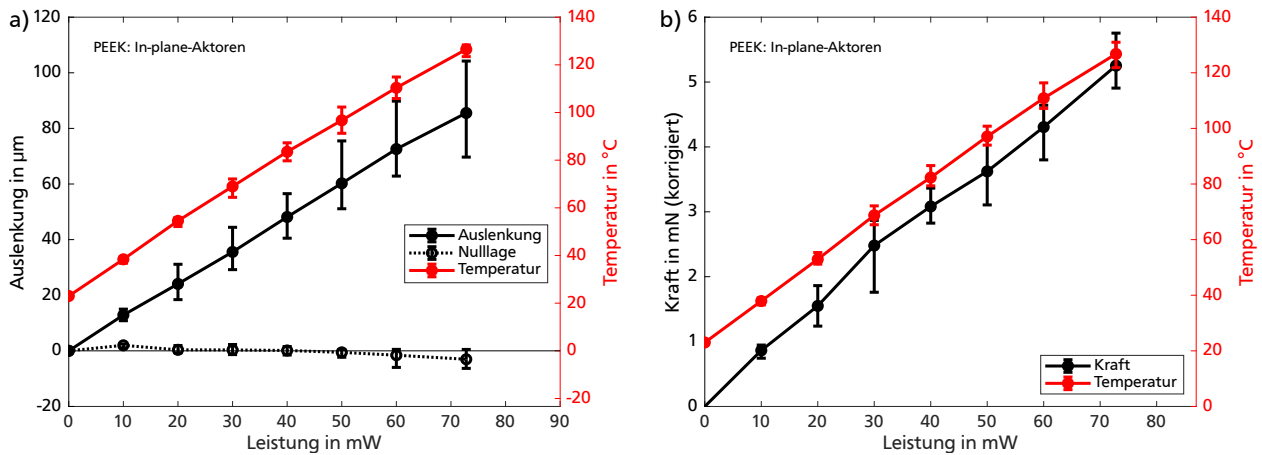 a)
PEEK: In-plane-Aktoren
Auslenkung in µm
120
100
80
60
40
20
0
-20
Temperatur in °C
140
120
100
80
60
40
20
0
-20
Auslenkung
Nulllage
Temperatur
0 10 20 30 40 50 60 70 80 90
Leistung in mW
b)
PEEK: In-plane-Aktoren
Kraft in mN (korrigiert)
6
5
4
3
2
1
0
Temperatur in °C
140
120
100
80
60
40
20
0
Kraft
Temperatur
0 10 20 30 40 50 60 70 80
Leistung in mW